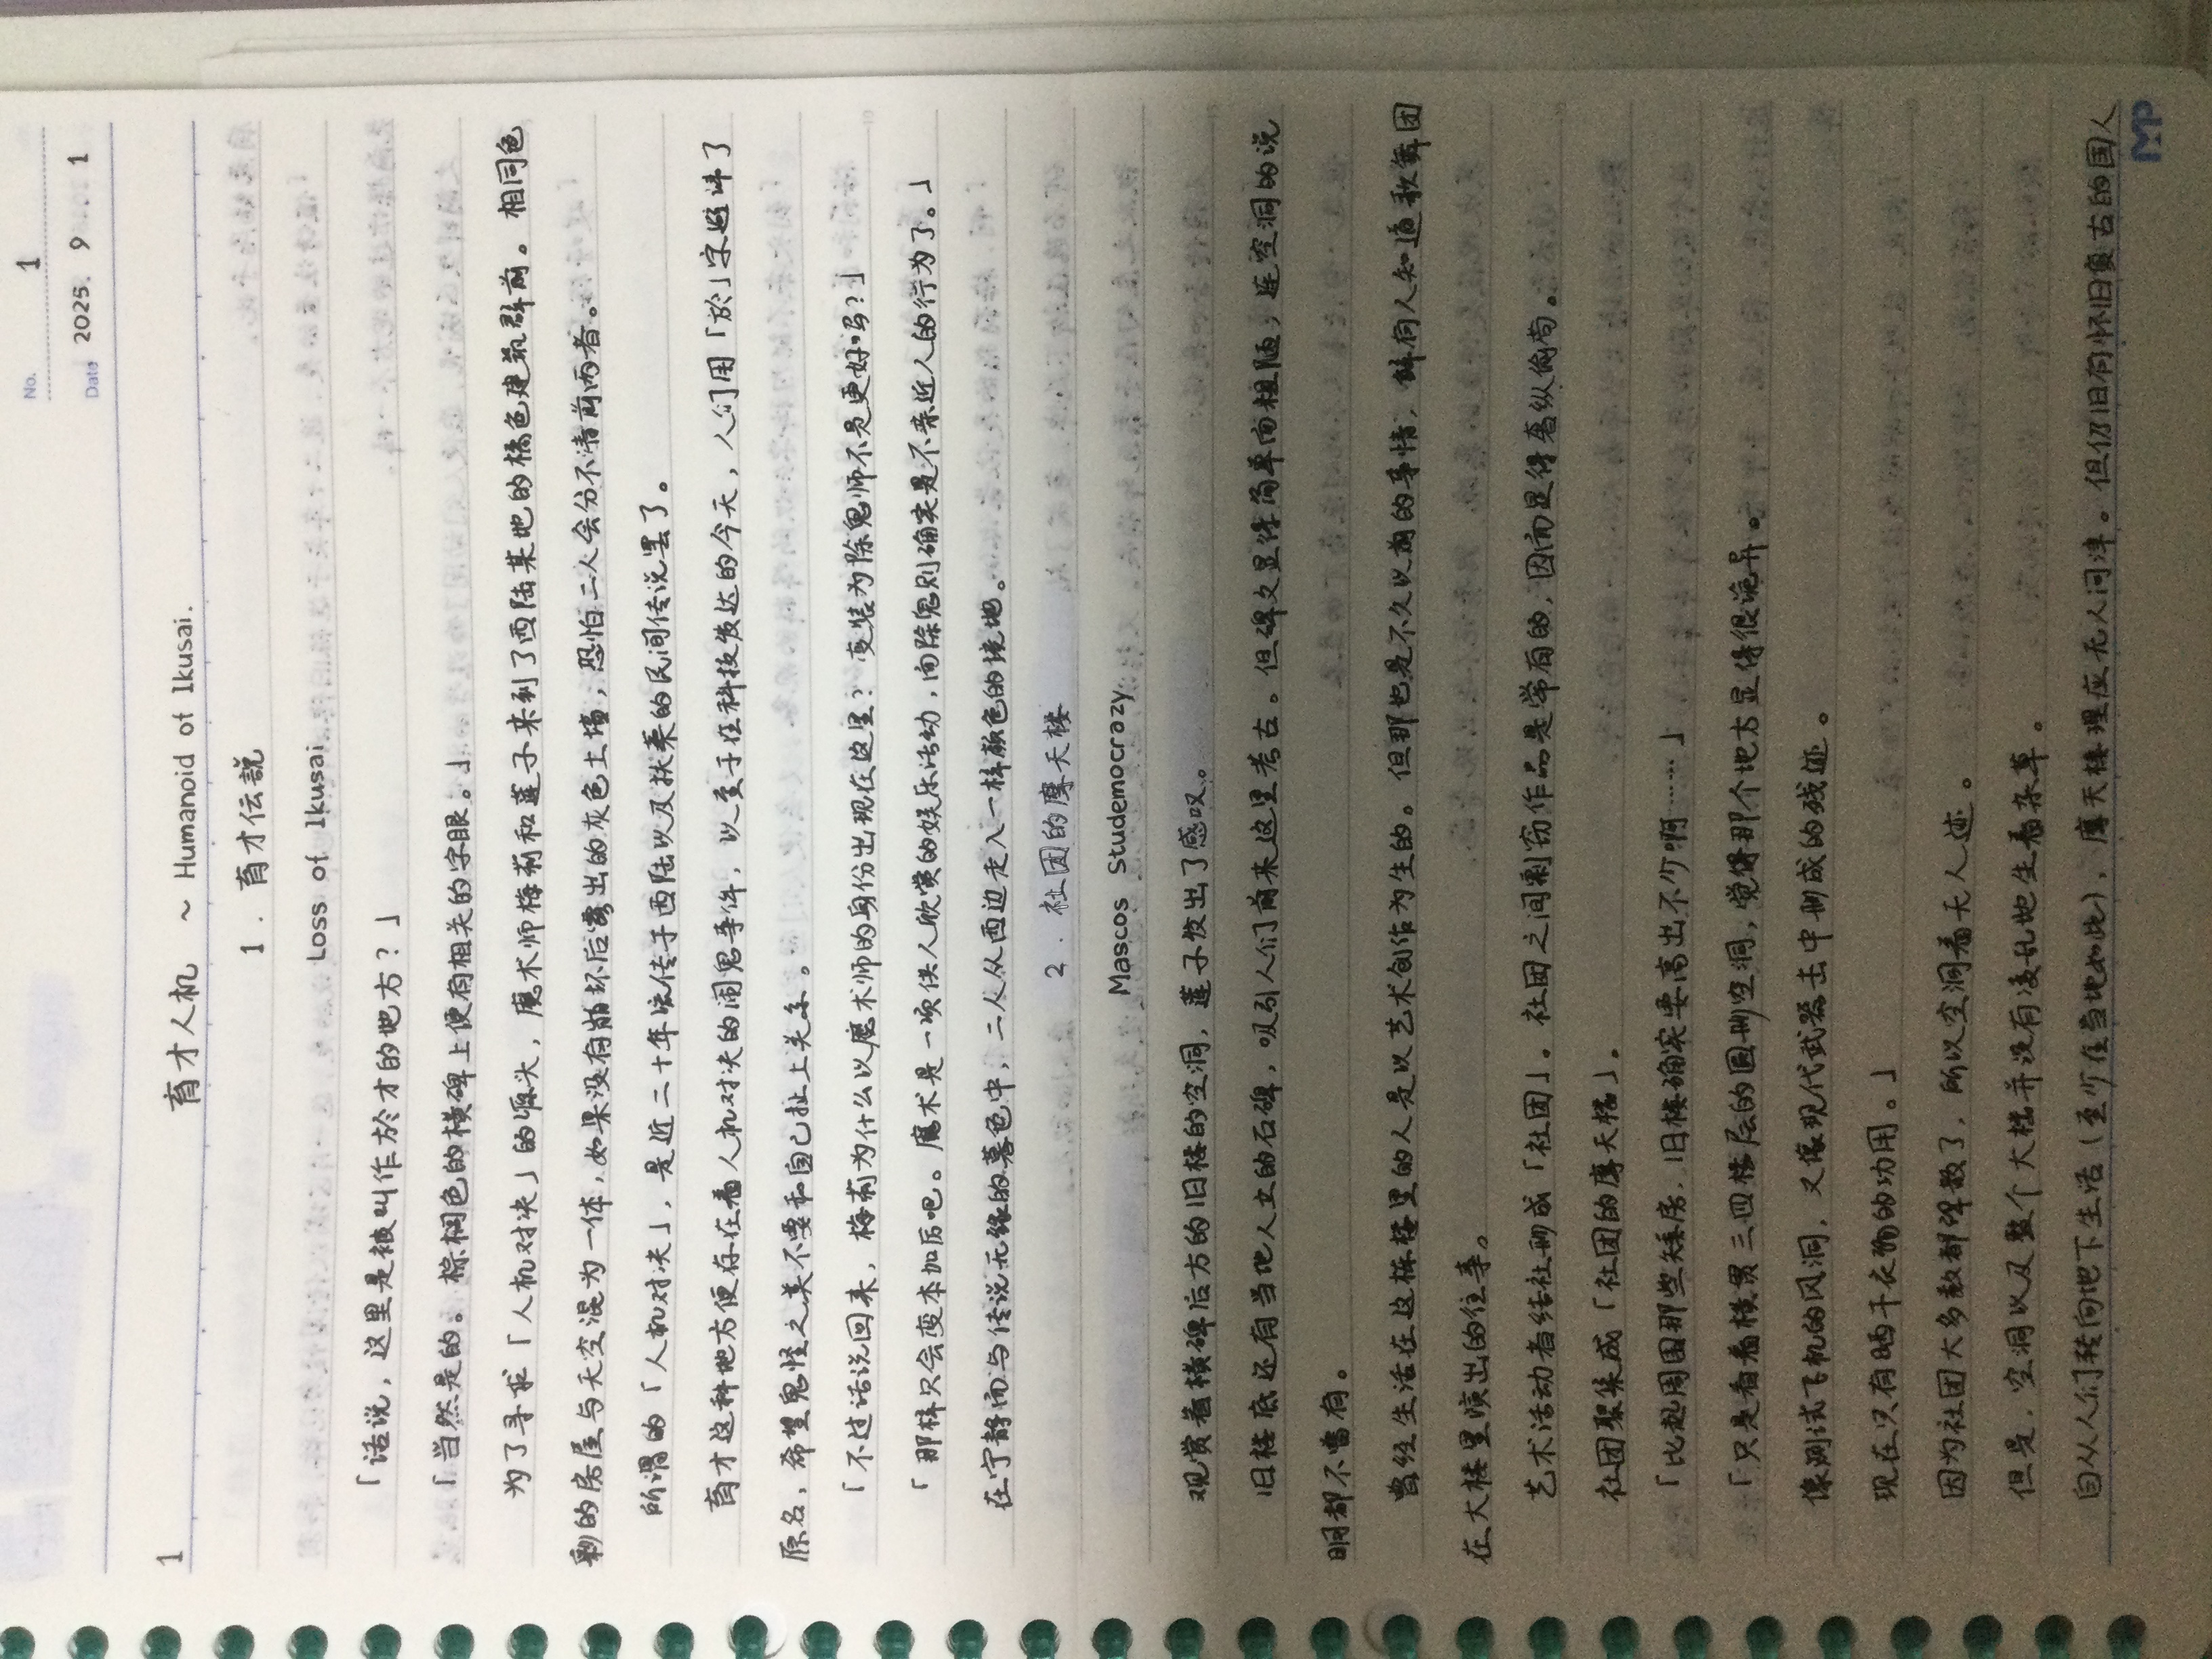 No. 1
Date 2025. 9 . 1
1 育才人机 ~ Humanoid of Ikusai.
1 . 育才伝説
Loss of Ikusai
「话说，这里是被叫作於才的地方？」
「当然是的。棕榈色的横碑上便有相关的字眼。」
为了寻求「人机对决」的源头，魔术师梅莉和莲子来到了西陆某地的橘色建筑群前。相同色
彩的房屋与天空混为一体，如果没有崩坏后露出的灰色土墙，恐怕二人会分不清前两者。
所谓的「人机对决」，是近二十年流传于西陆以及扶桑的民间传说罢了。
育才这种地方便存在着人机对决的闹鬼事件，以至于在科技发达的今天，人们用「於」字避讳了
原名，希望鬼怪之莫不要和自己扯上关系。
「不过话说回来，梅莉为什么以魔术师的身份出现在这里？变装为除鬼师不是更好吗？」
「那样只会变本加厉吧。魔术是一项供人欣赏的娱乐活动，而除鬼则确实是不亲近人的行为了。」
在宁静而与传说无缘的暮色中，二人从西边走入一样颜色的境地。
2 . 社团的摩天楼
Mascos Studemocrazy.
观赏着横碑后方的旧楼的空洞，莲子发出了感叹。
旧楼底还有当地人立的石碑，吸引人们前来这里考古。但碑文显得简单而粗陋，连空洞的说
明都不曾有。
曾经生活在这栋楼里的人是以艺术创作为生的。但那也是不久以前的事情，鲜有人知道歌舞团
在大楼里演出的往事。
艺术活动者结社形成「社团」。社团之间剽窃作品是常有的，因而显得奢纵偷苟。
社团聚集成「社团的摩天楼」。
「比起周围那些矮房，旧楼确实要高出不少啊……」
「只是看着横贯三四楼层的圆形空洞，觉得那个地方显得很诡异。
像测试飞机的风洞，又像现代武器击中形成的残迹。
现在只有晒干衣物的功用。」
因为社团大多数都解散了，所以空洞着无人迹。
但是，空洞以及整个大楼并没有凌乱地生着杂草。
自从人们转向地下生活（至少在当地如此），摩天楼理应无人问津。但仍旧有怀旧复古的国人
MP